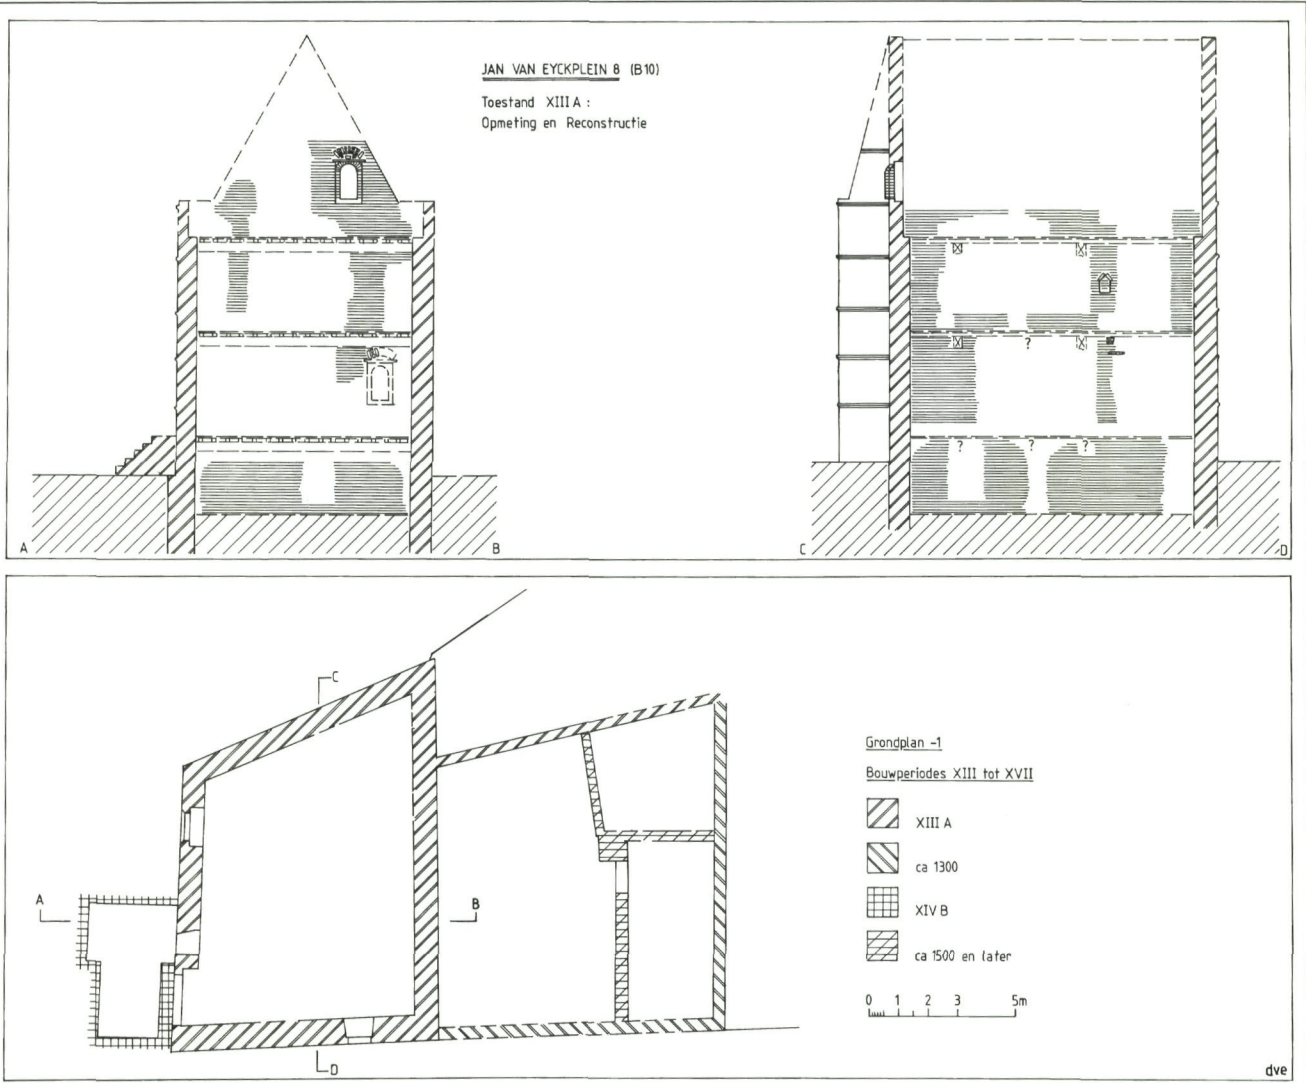 JAN VAN EYCKPLEIN 8 (B10)
Toestand XIII A :
Opmeting en Reconstructie
?
? ? ?
A B C D
C
Grondplan -1
Bouwperiodes XIII tot XVII
XIII A
ca 1300
A B
XIV B
ca 1500 en later
0 1 2 3 5m
D
dve